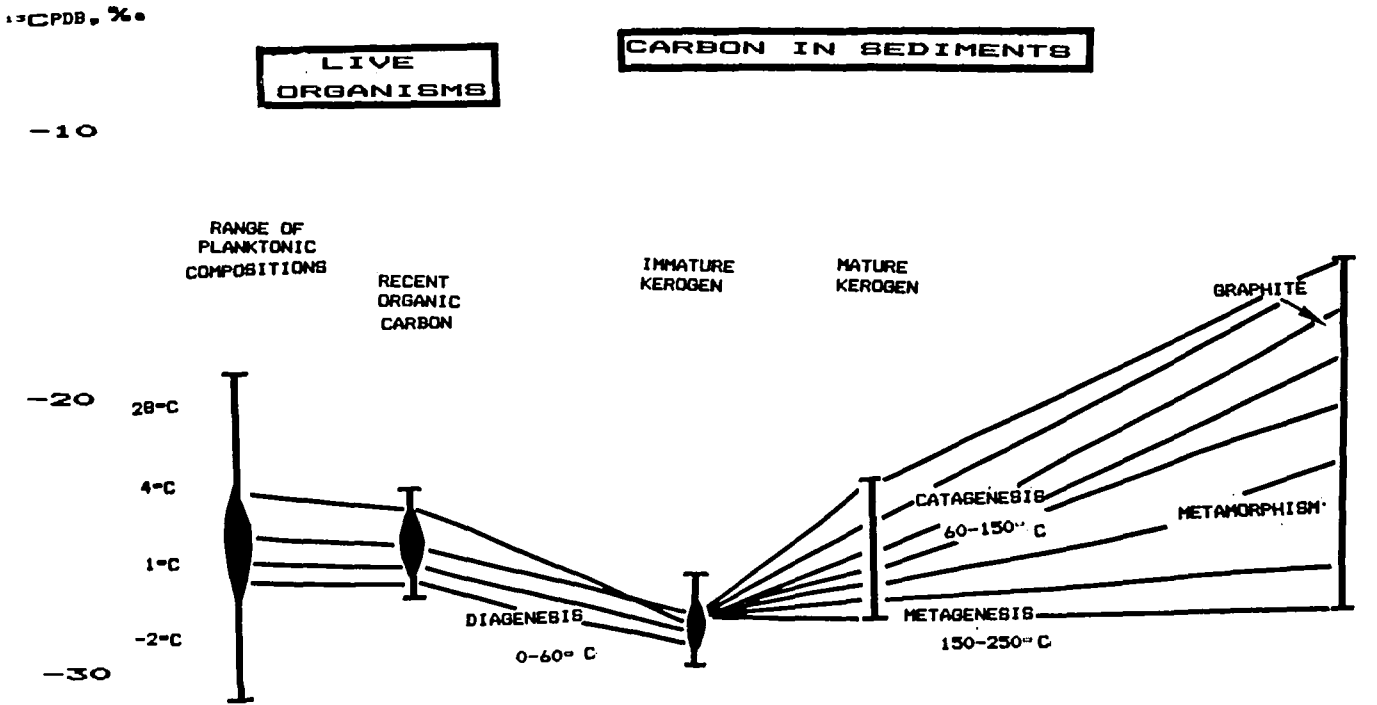 ¹³CPDB, ‰
LIVE
ORGANISMS
CARBON IN SEDIMENTS
-10
RANGE OF
PLANKTONIC
COMPOSITIONS
RECENT
ORGANIC
CARBON
IMMATURE
KEROGEN
MATURE
KEROGEN
GRAPHITE
-20
28°C
4°C
1°C
-2°C
-30
DIAGENESIS
0-60° C
CATAGENESIS
60-150° C
METAMORPHISM
METAGENESIS
150-250° C